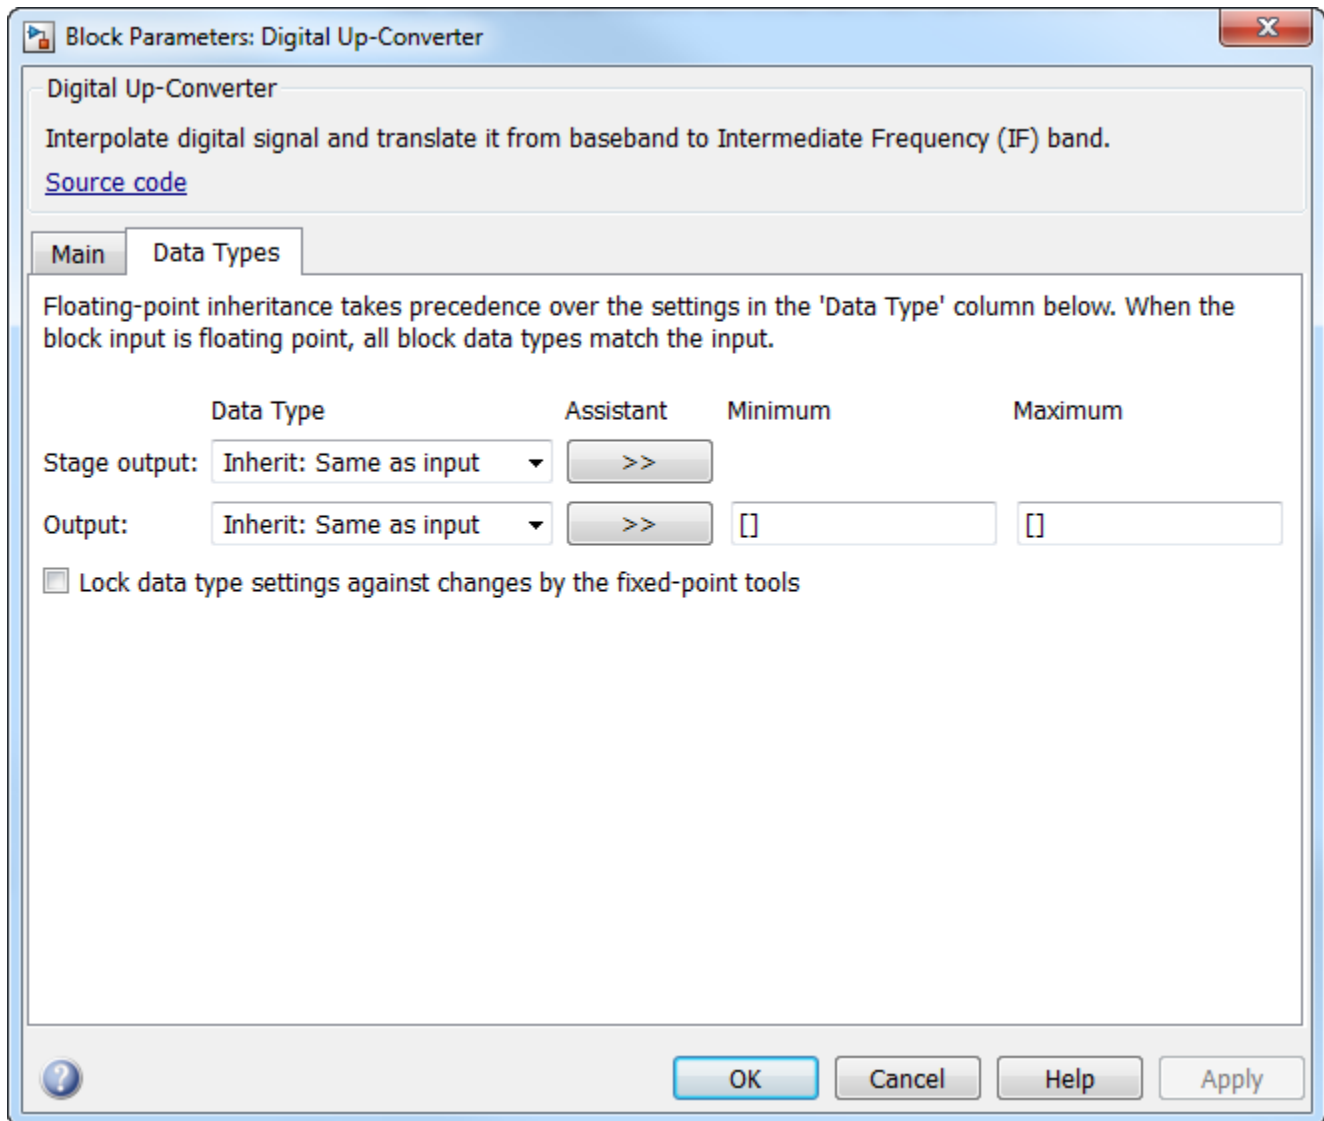 Block Parameters: Digital Up-Converter
X
Digital Up-Converter
Interpolate digital signal and translate it from baseband to Intermediate Frequency (IF) band.
Source code
Main Data Types
Floating-point inheritance takes precedence over the settings in the 'Data Type' column below. When the
block input is floating point, all block data types match the input.
Data Type Assistant Minimum Maximum
Stage output: Inherit: Same as input >>
Output: Inherit: Same as input >> [] []
Lock data type settings against changes by the fixed-point tools
? OK Cancel Help Apply